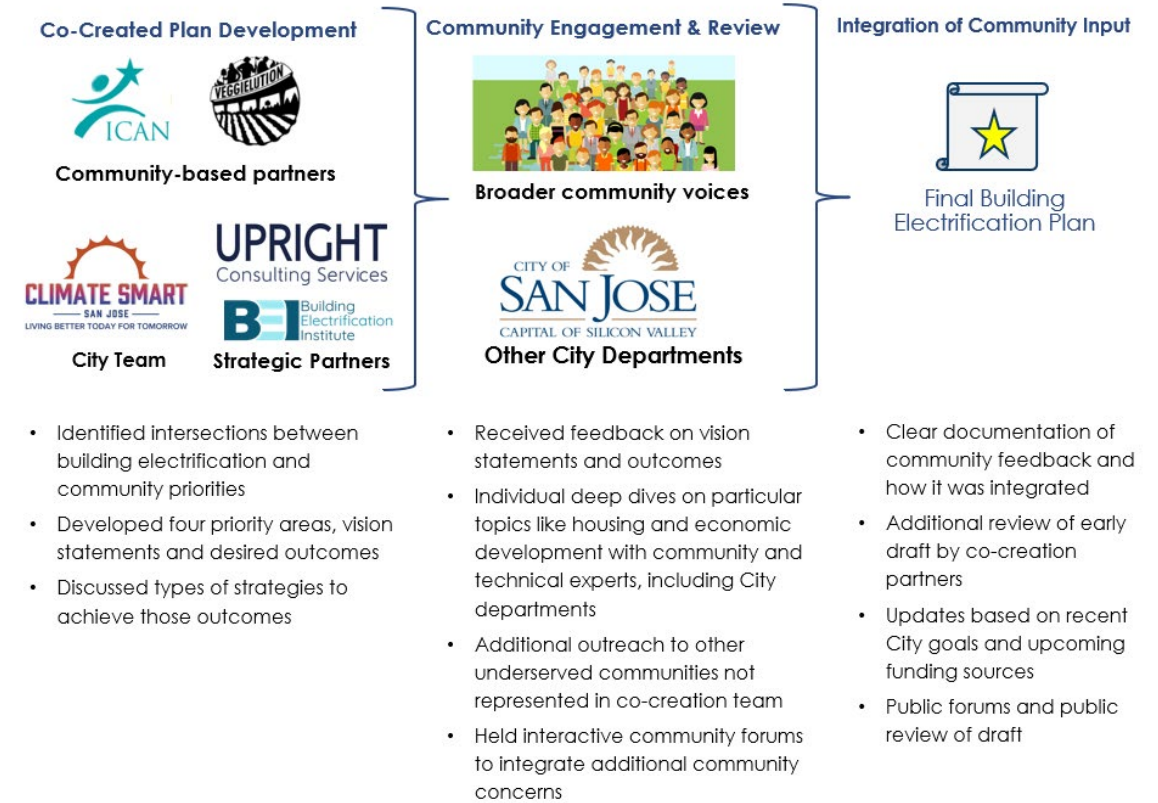 Co-Created Plan Development
ICAN
VEGGIELUTION
Community-based partners
CLIMATE SMART
SAN JOSE
LIVING BETTER TODAY FOR TOMORROW
City Team
UPRIGHT
Consulting Services
BEI Building
Electrification
Institute
Strategic Partners
• Identified intersections between
building electrification and
community priorities
• Developed four priority areas, vision
statements and desired outcomes
• Discussed types of strategies to
achieve those outcomes
Community Engagement & Review
Broader community voices
CITY OF
SAN JOSE
CAPITAL OF SILICON VALLEY
Other City Departments
• Received feedback on vision
statements and outcomes
• Individual deep dives on particular
topics like housing and economic
development with community and
technical experts, including City
departments
• Additional outreach to other
underserved communities not
represented in co-creation team
• Held interactive community forums
to integrate additional community
concerns
Integration of Community Input
Final Building
Electrification Plan
• Clear documentation of
community feedback and
how it was integrated
• Additional review of early
draft by co-creation
partners
• Updates based on recent
City goals and upcoming
funding sources
• Public forums and public
review of draft